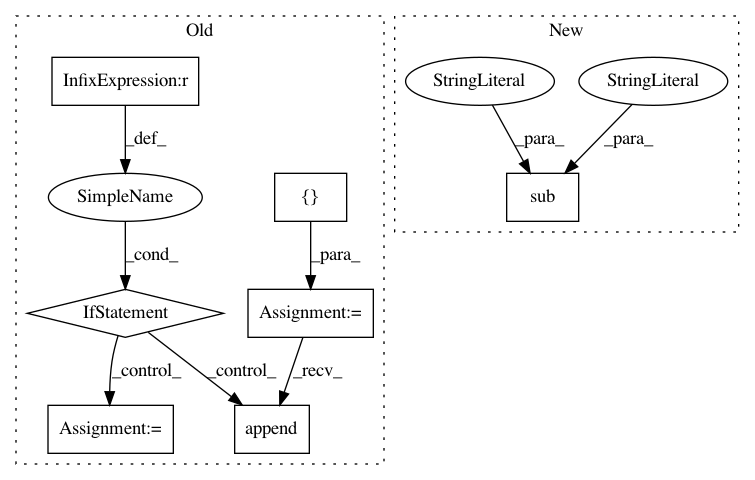 Old
New
InfixExpression:r
StringLiteral
StringLiteral
_def_
_para_
_para_
SimpleName
{}
sub
_cond_
_para_
IfStatement
Assignment:=
_control_
_control_
_recv_
Assignment:=
append